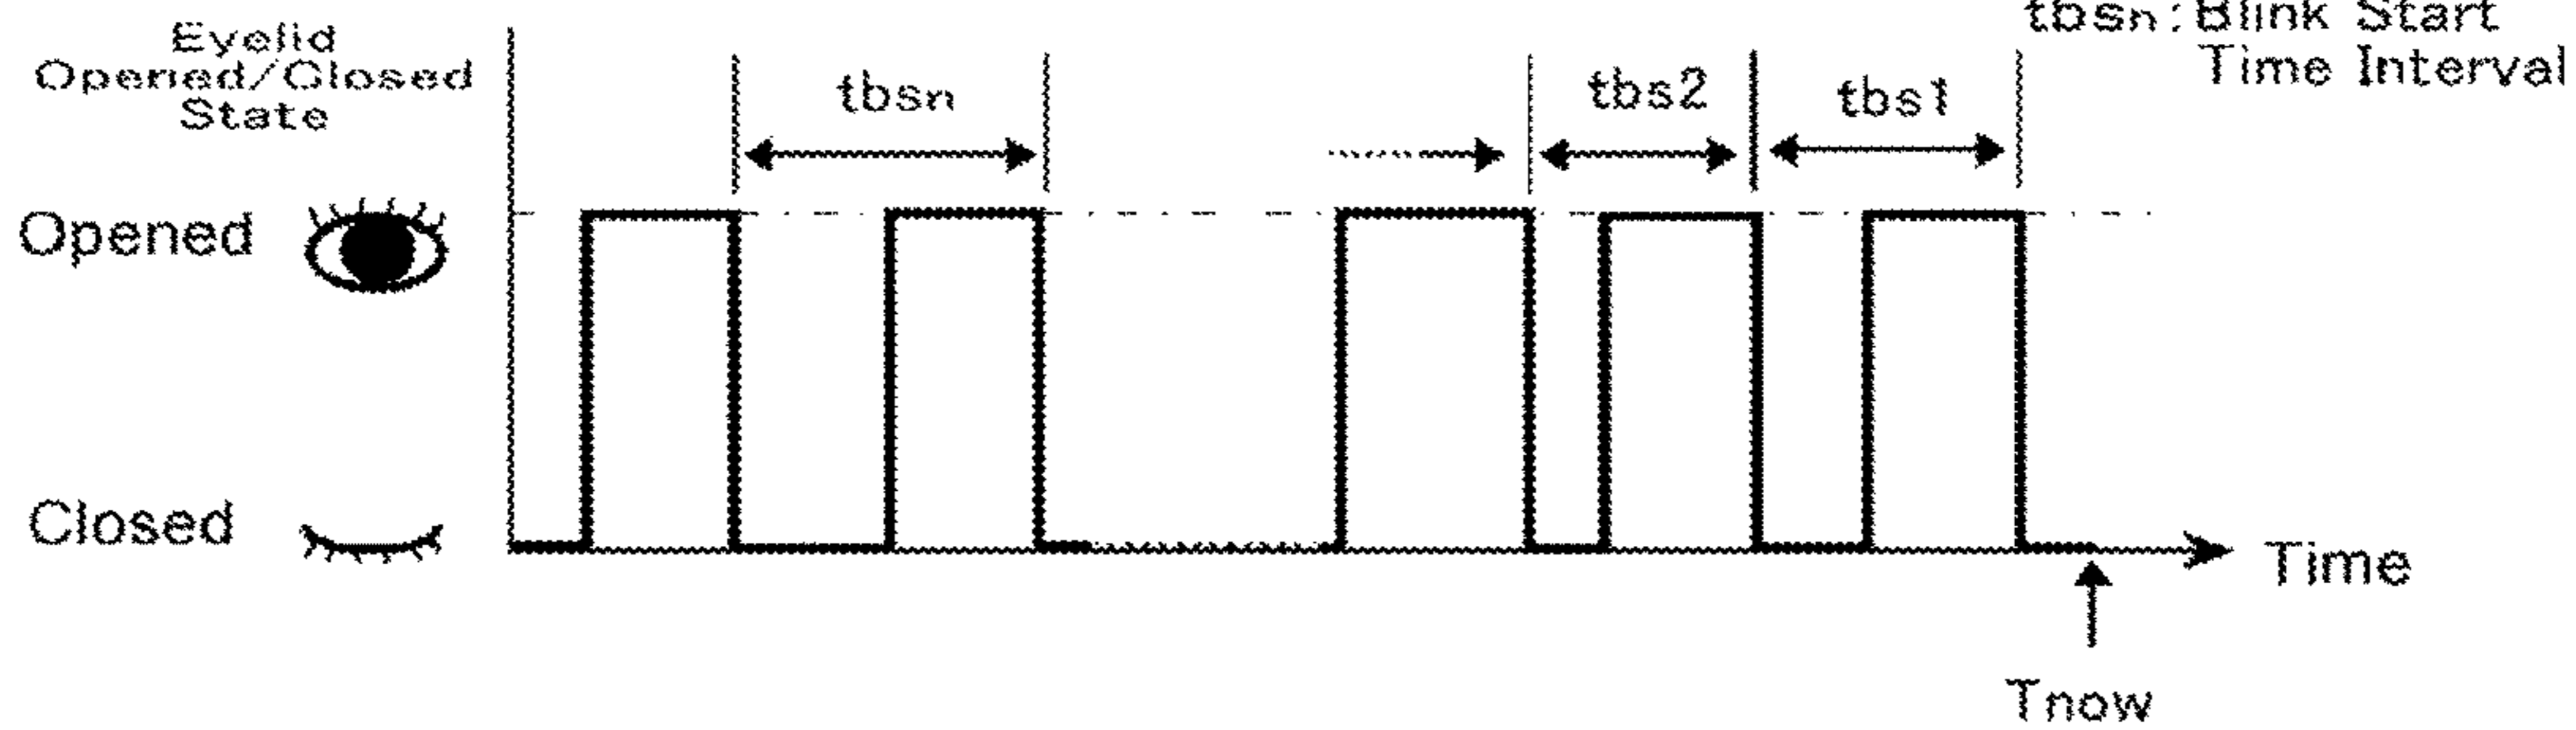 Eyelid
Opened/Closed
State
tbsn
tbs2
tbs1
tbsn:Blink Start
Time Interval
Opened
Closed
Time
Tnow